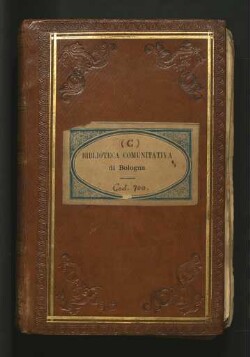 (C)
BIBLIOTECA COMUNITATIVA
di Bologna
Cod. 700.